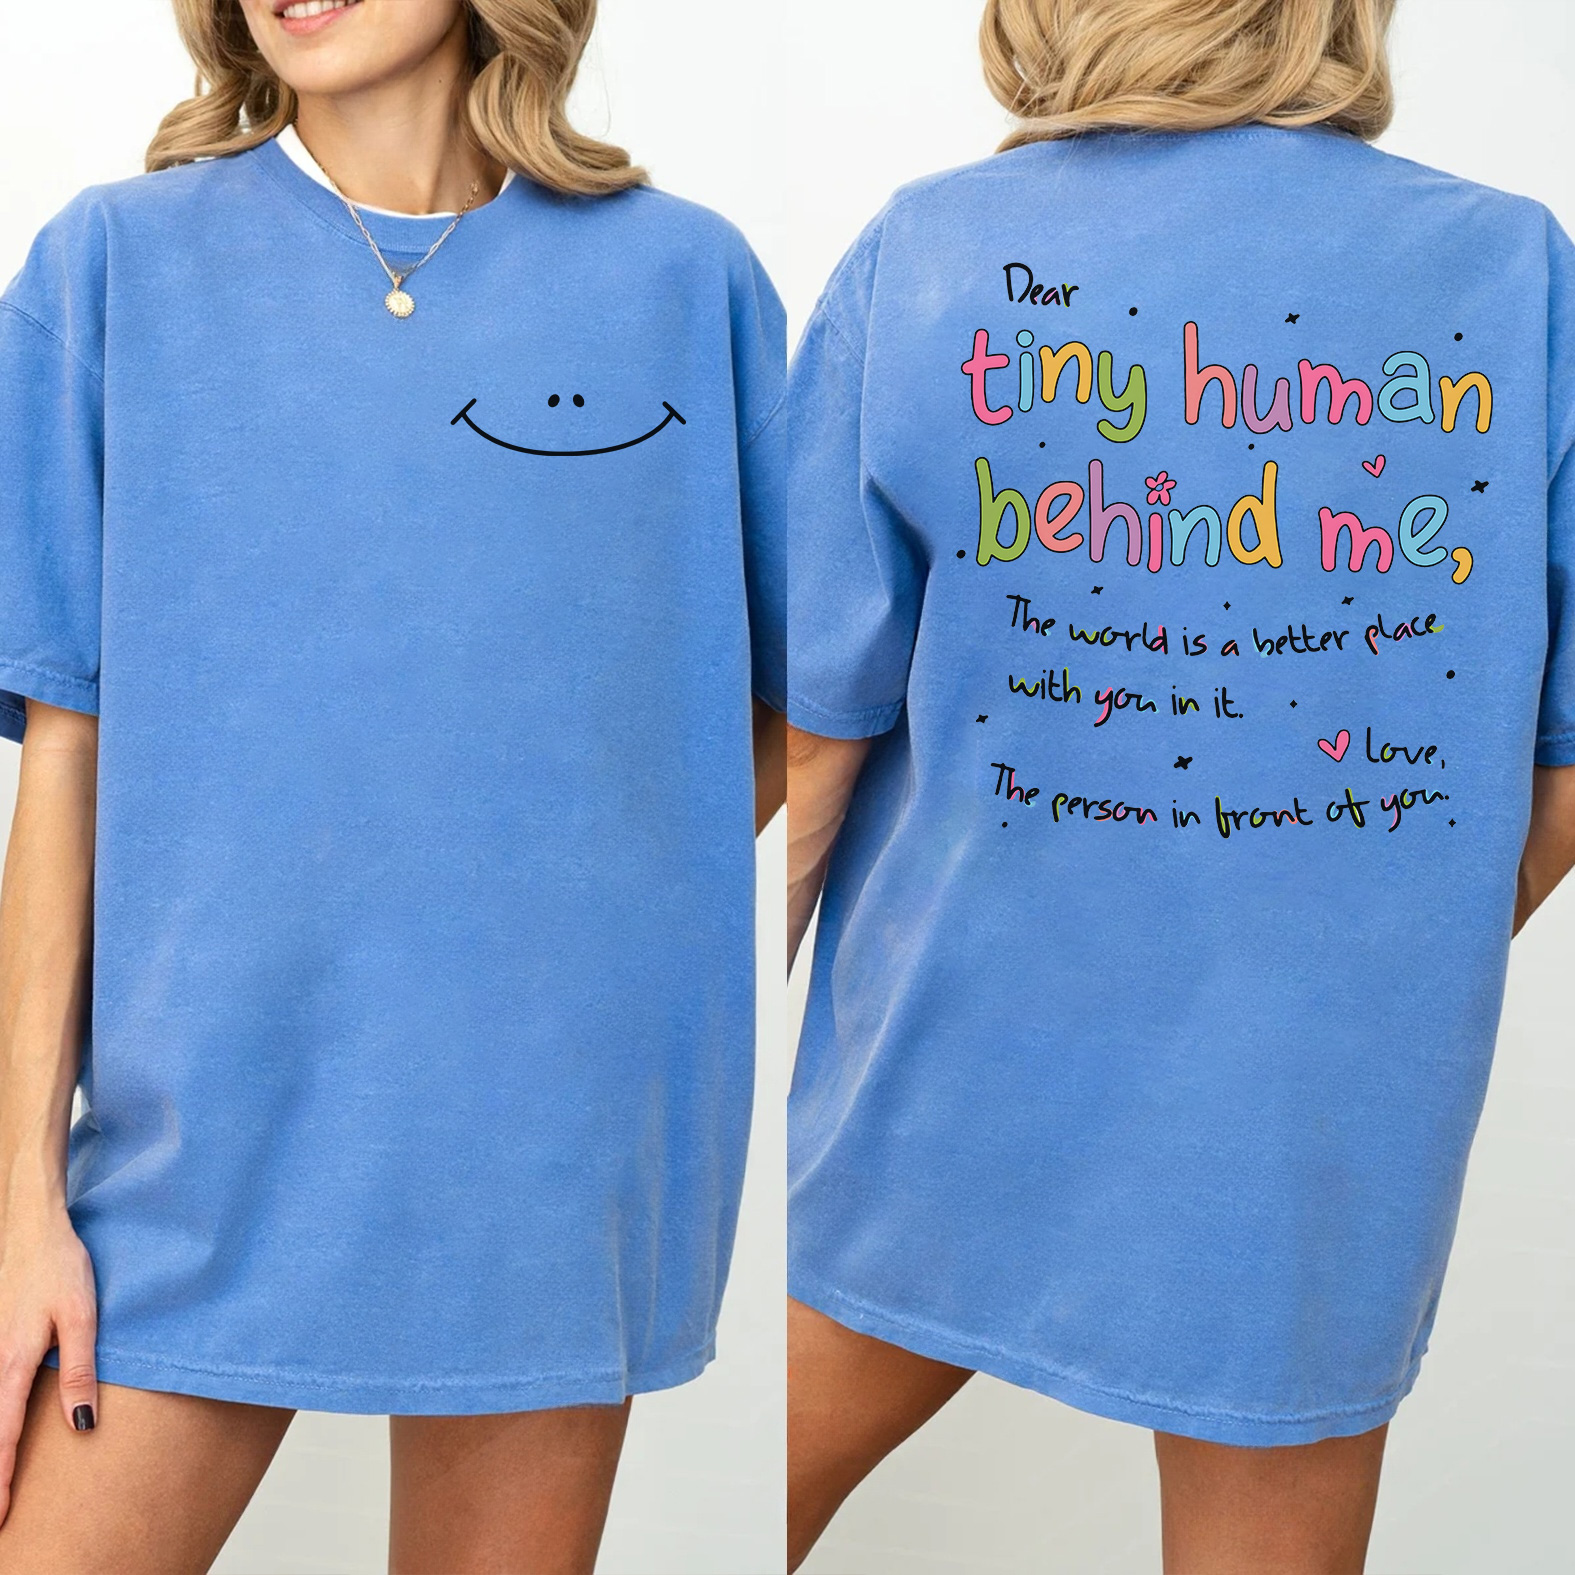 Dear
tiny human
behind me,
The world is a better place
with you in it.
love,
The person in front of you.